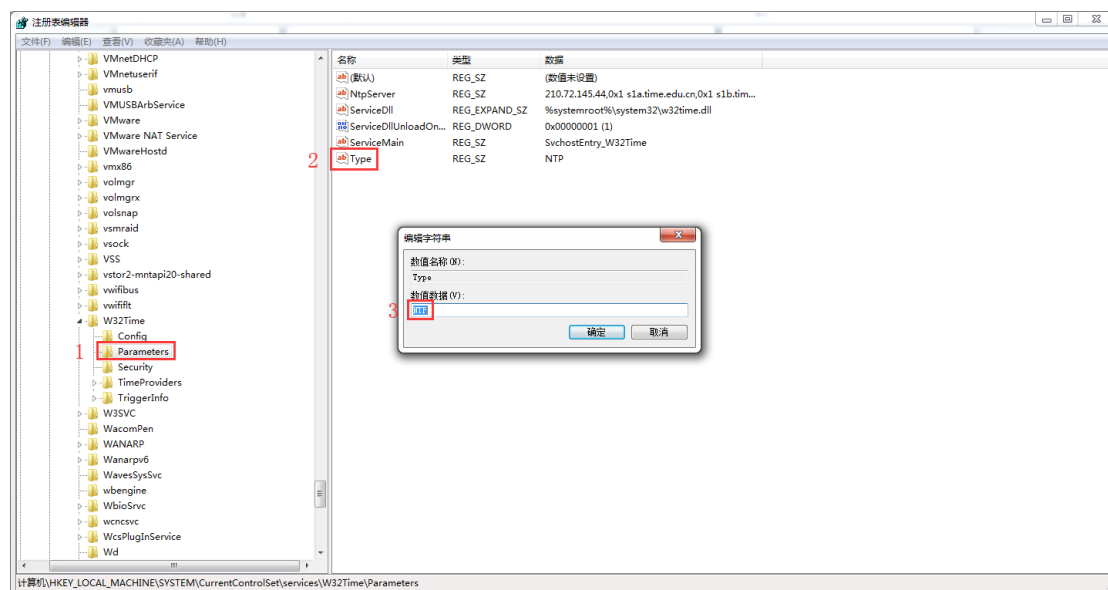 注册表编辑器
文件(F) 编辑(E) 查看(V) 收藏夹(A) 帮助(H)
VMnetDHCP
VMnetuserif
vmusb
VMUSBArbService
VMware
VMware NAT Service
VMwareHostd
vmx86
volmgr
volmgrx
volsnap
vsmraid
vsock
VSS
vstor2-mntapi20-shared
vwifibus
vwififlt
W32Time
Config
1 Parameters
Security
TimeProviders
TriggerInfo
W3SVC
WacomPen
WANARP
Wanarpv6
WavesSysSvc
wbengine
WbioSrvc
wcncsvc
WcsPlugInService
Wd
名称 类型 数据
ab (默认) REG_SZ (数值未设置)
ab NtpServer REG_SZ 210.72.145.44,0x1 s1a.time.edu.cn,0x1 s1b.tim...
ab ServiceDll REG_EXPAND_SZ %systemroot%\system32\w32time.dll
ServiceDllUnloadOn... REG_DWORD 0x00000001 (1)
ab ServiceMain REG_SZ SvchostEntry_W32Time
2 ab Type REG_SZ NTP
编辑字符串
数值名称(N):
Type
数值数据(V):
3 NTP
确定 取消
计算机\HKEY_LOCAL_MACHINE\SYSTEM\CurrentControlSet\services\W32Time\Parameters